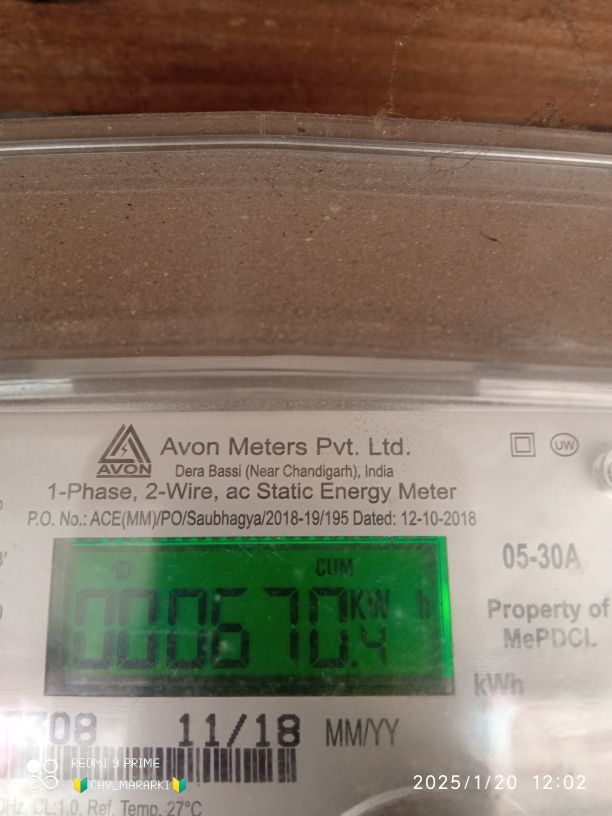 Avon Meters Pvt. Ltd.
AVON
Dera Bassi (Near Chandigarh), India
UW
1-Phase, 2-Wire, ac Static Energy Meter
P.O. No.: ACE(MM)/PO/Saubhagya/2018-19/195 Dated: 12-10-2018
CUM
000670.4 KW h
05-30A
Property of
MePDCL
kWh
308 11/18 MM/YY
REDMI 9 PRIME
CHY_MARARKI
2025/1/20 12:02
CL:1.0, Ref. Temp. 27°C